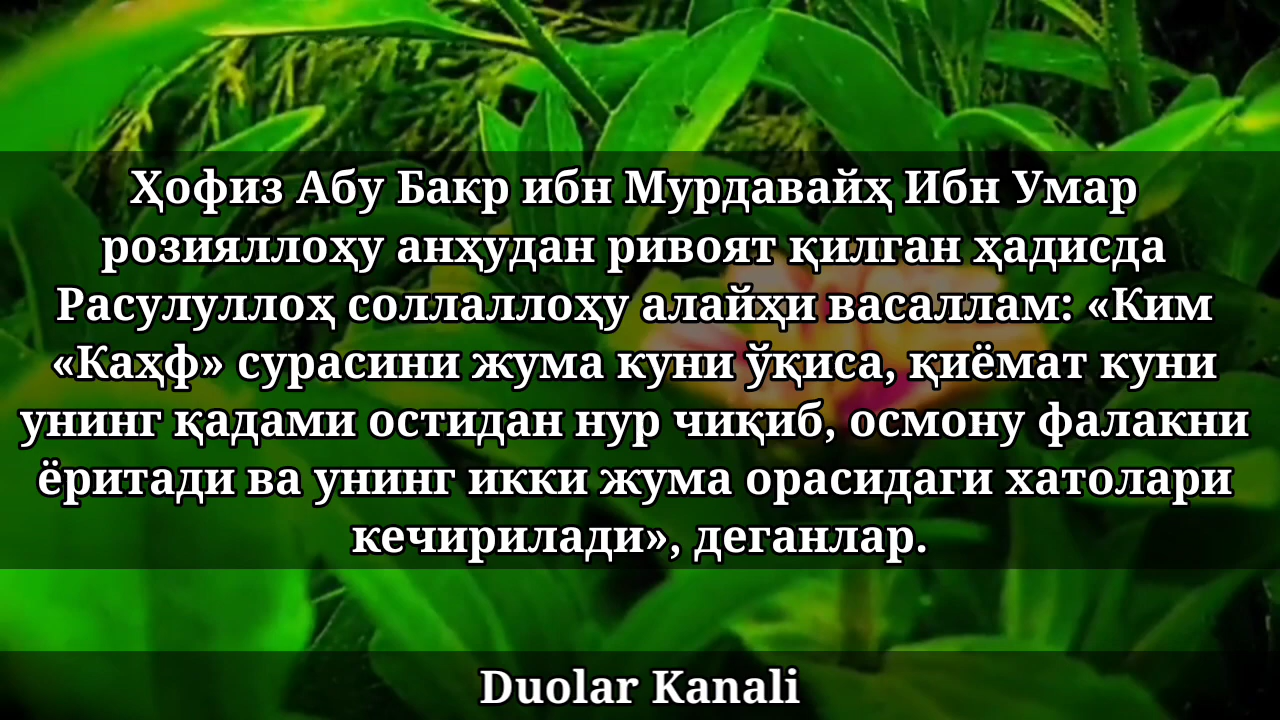 Ҳофиз Абу Бакр ибн Мурдавайҳ Ибн Умар
розияллоҳу анҳудан ривоят қилган ҳадисда
Расулуллоҳ соллаллоҳу алайҳи васаллам: «Ким
«Каҳф» сурасини жума куни ўқиса, қиёмат куни
унинг қадами остидан нур чиқиб, осмону фалакни
ёритади ва унинг икки жума орасидаги хатолари
кечирилади», деганлар.
Duolar Kanali